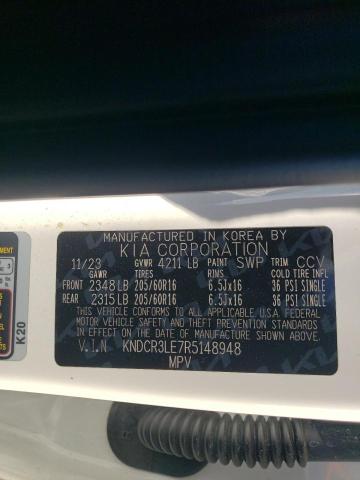 MANUFACTURED IN KOREA BY
KIA CORPORATION
11/23 GVWR 4211 LB PAINT SWP TRIM CCV
GAWR TIRES RIMS COLD TIRE INFL
FRONT 2348 LB 205/60R16 6.5Jx16 36 PSI SINGLE
REAR 2315 LB 205/60R16 6.5Jx16 36 PSI SINGLE
THIS VEHICLE CONFORMS TO ALL APPLICABLE U.S.A. FEDERAL
MOTOR VEHICLE SAFETY, BUMPER, AND THEFT PREVENTION
STANDARDS IN EFFECT ON THE DATE OF MANUFACTURE SHOWN ABOVE.
V.I.N KNDCR3LE7R5148948
MPV
K20